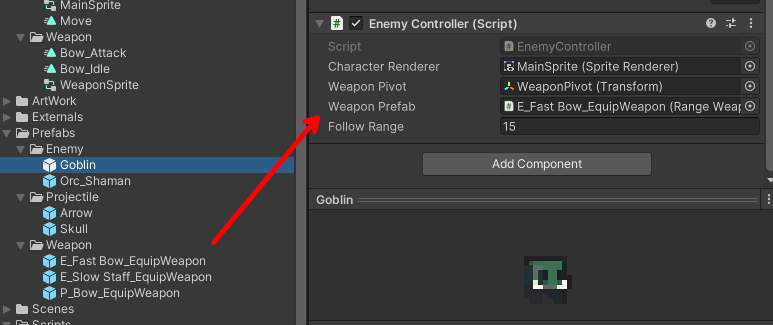 MainSprite
Move
Weapon
Bow_Attack
Bow_Idle
WeaponSprite
ArtWork
Externals
Prefabs
Enemy
Goblin
Orc_Shaman
Projectile
Arrow
Skull
Weapon
E_Fast Bow_EquipWeapon
E_Slow Staff_EquipWeapon
P_Bow_EquipWeapon
Scenes
Scripts
Enemy Controller (Script)
Script EnemyController
Character Renderer MainSprite (Sprite Renderer)
Weapon Pivot WeaponPivot (Transform)
Weapon Prefab E_Fast Bow_EquipWeapon (Range Weap
Follow Range 15
Add Component
Goblin